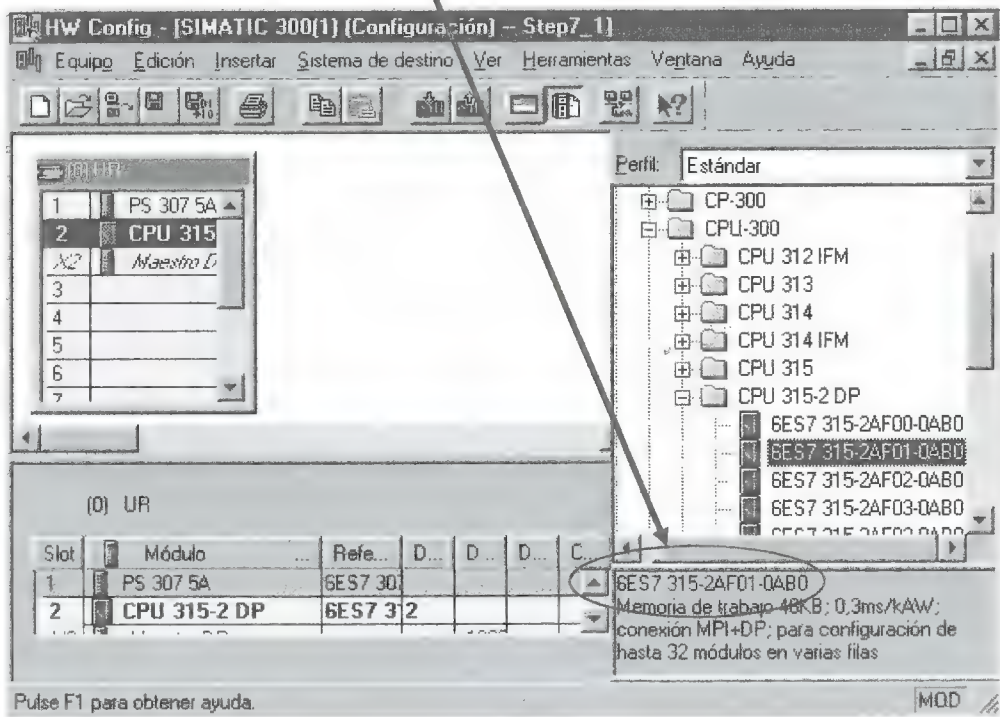 HW Config - [SIMATIC 300(1) (Configuración) -- Step7_1]
Equipo Edición Insertar Sistema de destino Ver Herramientas Ventana Ayuda
(0) UR
1 PS 307 5A
2 CPU 315
X2 Maestro D
3
4
5
6
7
Perfil: Estándar
CP-300
CPU-300
CPU 312 IFM
CPU 313
CPU 314
CPU 314 IFM
CPU 315
CPU 315-2 DP
6ES7 315-2AF00-0AB0
6ES7 315-2AF01-0AB0
6ES7 315-2AF02-0AB0
6ES7 315-2AF03-0AB0
(0) UR
Slot Módulo ... Refe... D... D... D... C...
1 PS 307 5A 6ES7 30
2 CPU 315-2 DP 6ES7 3 2
6ES7 315-2AF01-0AB0
Memoria de trabajo 48KB; 0,3ms/kAW;
conexión MPI+DP; para configuración de
hasta 32 módulos en varias filas
Pulse F1 para obtener ayuda.
MOD